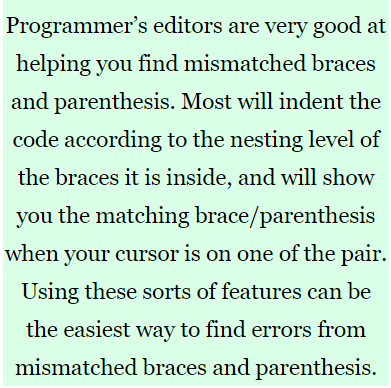 Programmer’s editors are very good at
helping you find mismatched braces
and parenthesis. Most will indent the
code according to the nesting level of
the braces it is inside, and will show
you the matching brace/parenthesis
when your cursor is on one of the pair.
Using these sorts of features can be
the easiest way to find errors from
mismatched braces and parenthesis.